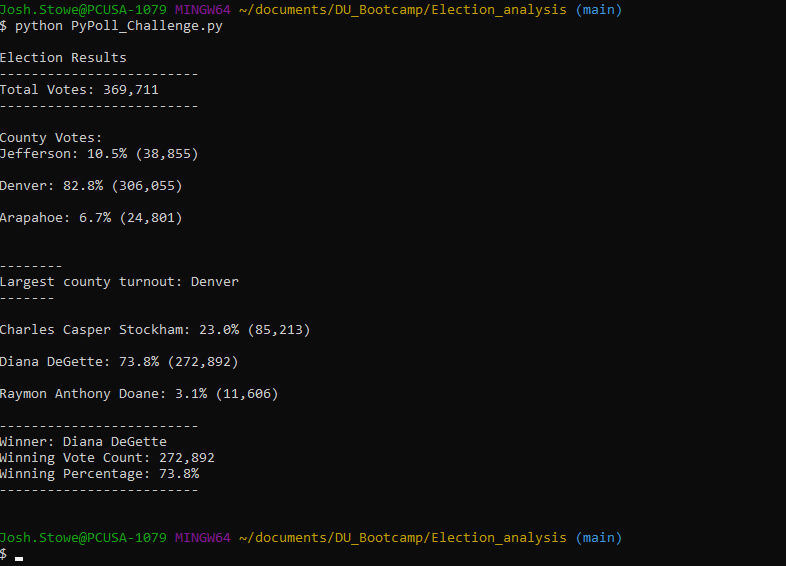 Josh.Stowe@PCUSA-1079 MINGW64 ~/documents/DU_Bootcamp/Election_analysis (main)
$ python PyPoll_Challenge.py
Election Results
-------------------------
Total Votes: 369,711
-------------------------
County Votes:
Jefferson: 10.5% (38,855)
Denver: 82.8% (306,055)
Arapahoe: 6.7% (24,801)
--------
Largest county turnout: Denver
-------
Charles Casper Stockham: 23.0% (85,213)
Diana DeGette: 73.8% (272,892)
Raymon Anthony Doane: 3.1% (11,606)
-------------------------
Winner: Diana DeGette
Winning Vote Count: 272,892
Winning Percentage: 73.8%
-------------------------
Josh.Stowe@PCUSA-1079 MINGW64 ~/documents/DU_Bootcamp/Election_analysis (main)
$